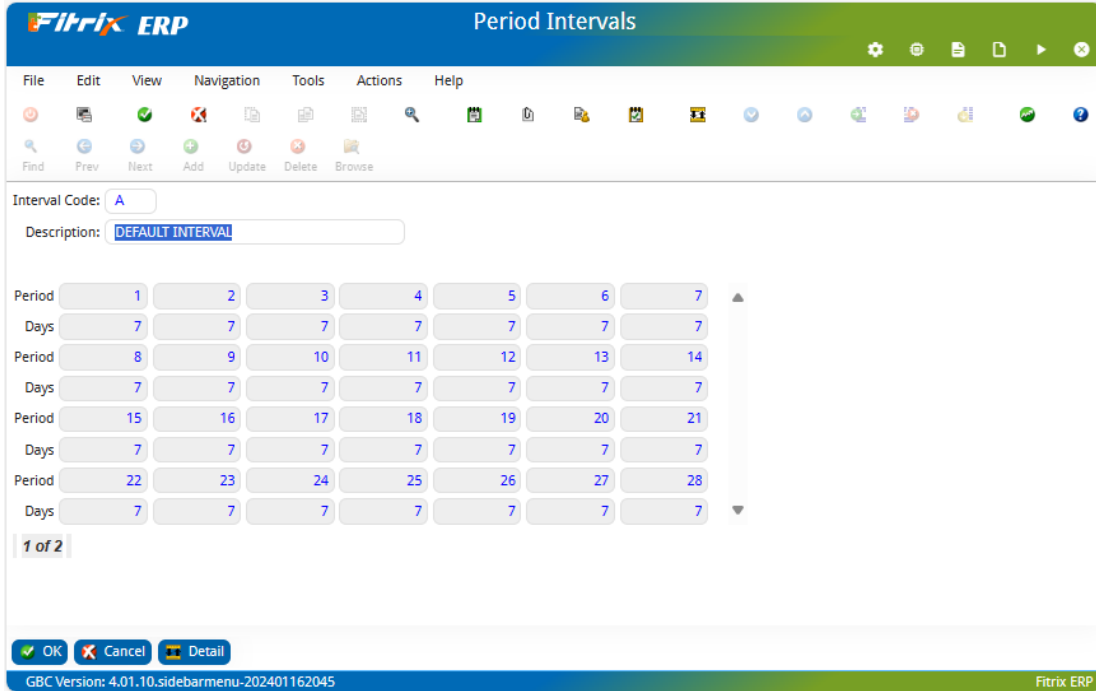 Fitrix ERP
Period Intervals
File Edit View Navigation Tools Actions Help
Find Prev Next Add Update Delete Browse
Interval Code: A
Description: DEFAULT INTERVAL
Period 1 2 3 4 5 6 7
Days 7 7 7 7 7 7 7
Period 8 9 10 11 12 13 14
Days 7 7 7 7 7 7 7
Period 15 16 17 18 19 20 21
Days 7 7 7 7 7 7 7
Period 22 23 24 25 26 27 28
Days 7 7 7 7 7 7 7
1 of 2
OK Cancel Detail
GBC Version: 4.01.10.sidebarmenu-202401162045 Fitrix ERP